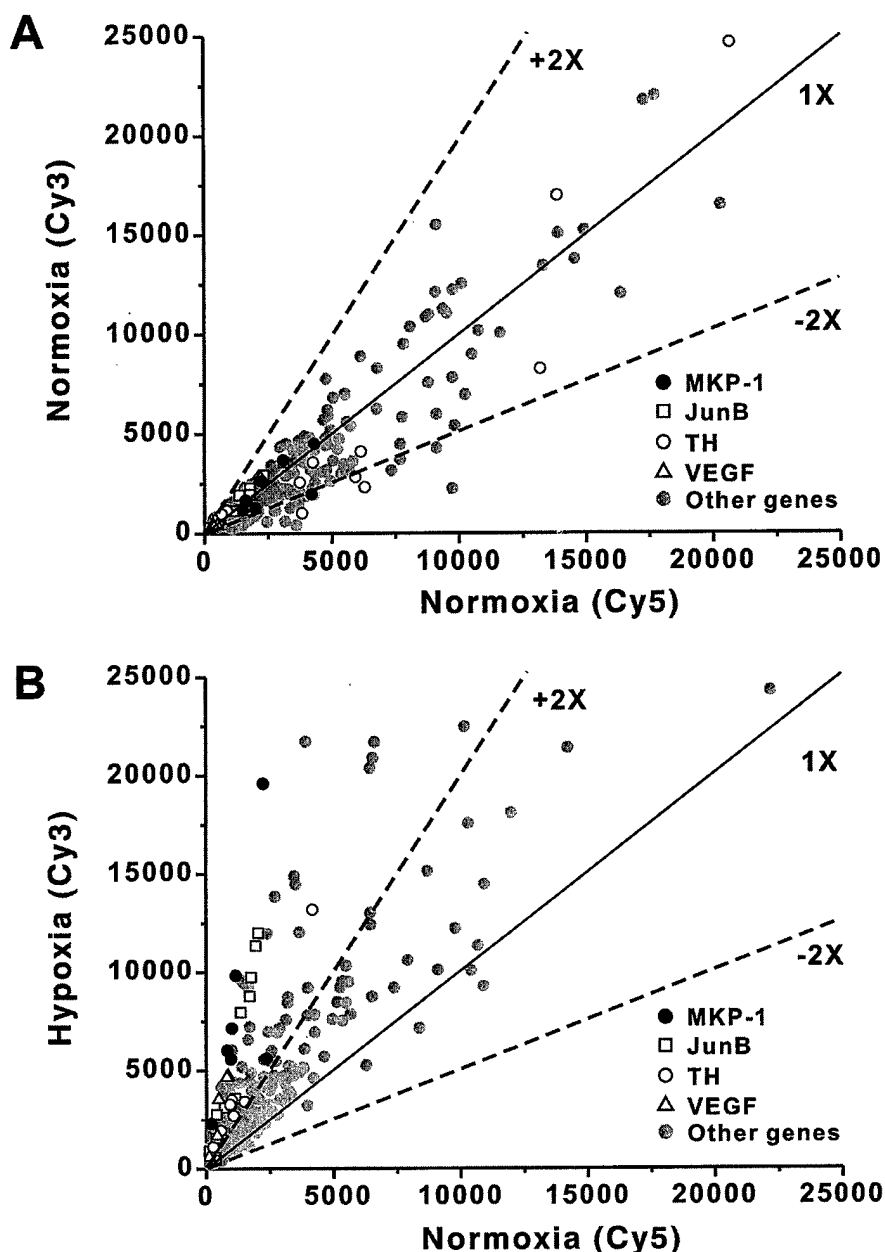 A
25000
20000
15000
10000
5000
0
Normoxia (Cy3)
+2X
1X
-2X
MKP-1
JunB
TH
VEGF
Other genes
0 5000 10000 15000 20000 25000
Normoxia (Cy5)
B
25000
20000
15000
10000
5000
0
Hypoxia (Cy3)
+2X
1X
-2X
MKP-1
JunB
TH
VEGF
Other genes
0 5000 10000 15000 20000 25000
Normoxia (Cy5)